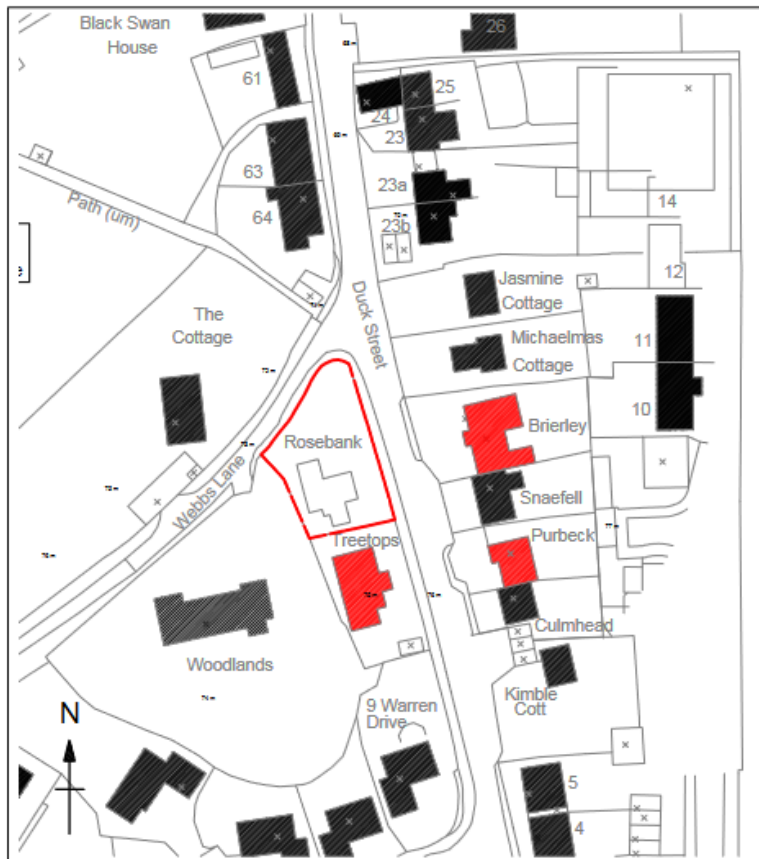 Black Swan
House
26
61
25
24
23
63
23a
14
Path (um)
64
23b
12
Duck Street
Jasmine
Cottage
The
Cottage
11
Michaelmas
Cottage
10
Rosebank
Brierley
Webbs Lane
Snaefell
Treetops
Purbeck
Culmhead
Woodlands
Kimble
Cott
N
9 Warren
Drive
5
4